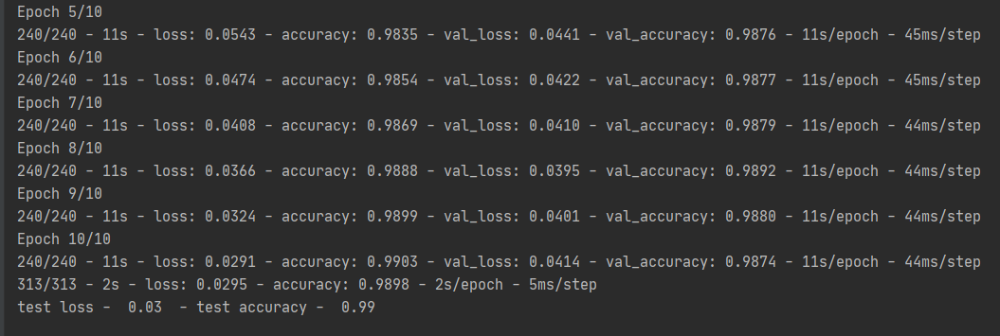 Epoch 5/10
240/240 - 11s - loss: 0.0543 - accuracy: 0.9835 - val_loss: 0.0441 - val_accuracy: 0.9876 - 11s/epoch - 45ms/step
Epoch 6/10
240/240 - 11s - loss: 0.0474 - accuracy: 0.9854 - val_loss: 0.0422 - val_accuracy: 0.9877 - 11s/epoch - 45ms/step
Epoch 7/10
240/240 - 11s - loss: 0.0408 - accuracy: 0.9869 - val_loss: 0.0410 - val_accuracy: 0.9879 - 11s/epoch - 44ms/step
Epoch 8/10
240/240 - 11s - loss: 0.0366 - accuracy: 0.9888 - val_loss: 0.0395 - val_accuracy: 0.9892 - 11s/epoch - 44ms/step
Epoch 9/10
240/240 - 11s - loss: 0.0324 - accuracy: 0.9899 - val_loss: 0.0401 - val_accuracy: 0.9880 - 11s/epoch - 44ms/step
Epoch 10/10
240/240 - 11s - loss: 0.0291 - accuracy: 0.9903 - val_loss: 0.0414 - val_accuracy: 0.9874 - 11s/epoch - 44ms/step
313/313 - 2s - loss: 0.0295 - accuracy: 0.9898 - 2s/epoch - 5ms/step
test loss -  0.03  - test accuracy -  0.99